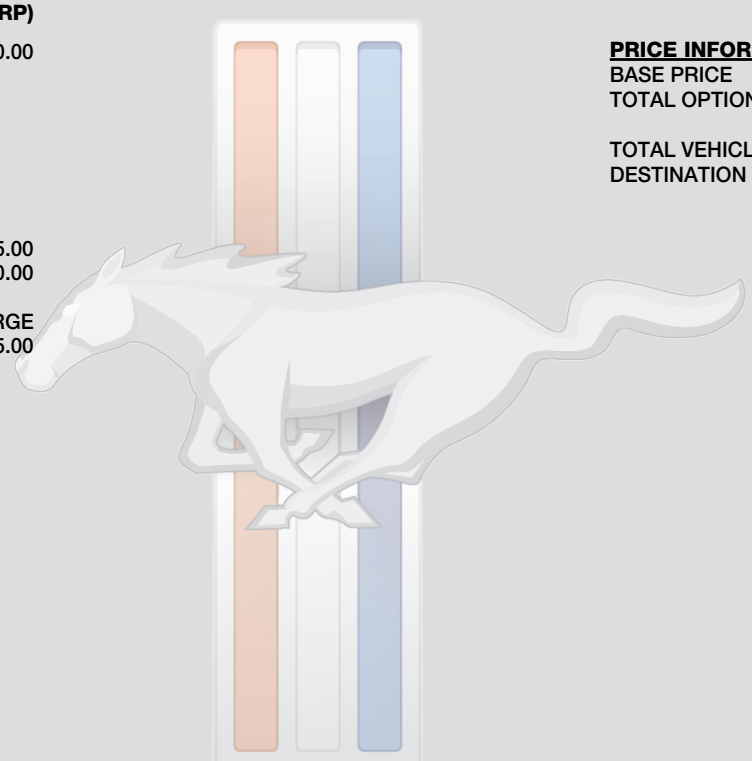 RP)
0.00
5.00
0.00
RGE
5.00
PRICE INFOR
BASE PRICE
TOTAL OPTION
TOTAL VEHICL
DESTINATION